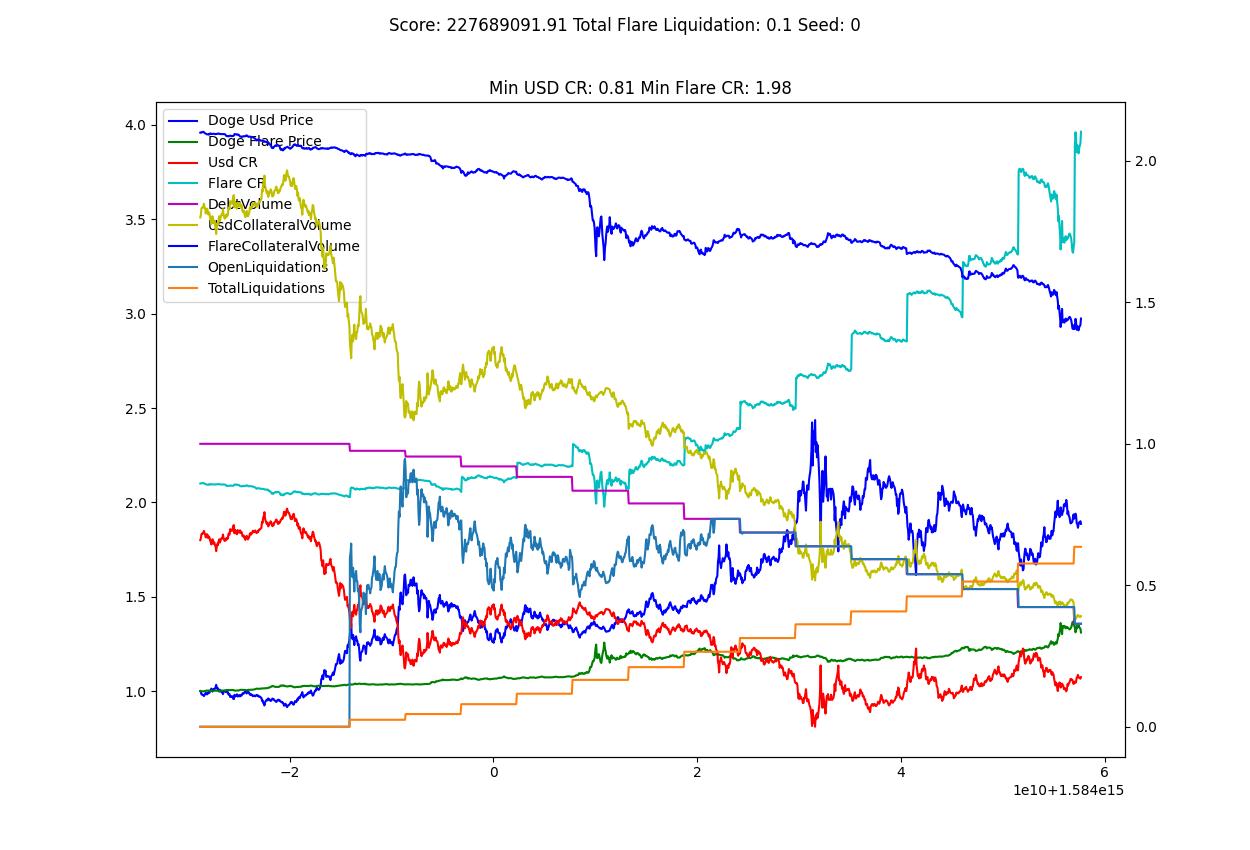 Score: 227689091.91 Total Flare Liquidation: 0.1 Seed: 0
Min USD CR: 0.81 Min Flare CR: 1.98
Doge Usd Price
Doge Flare Price
Usd CR
Flare CR
DebtVolume
UsdCollateralVolume
FlareCollateralVolume
OpenLiquidations
TotalLiquidations
4.0
3.5
3.0
2.5
2.0
1.5
1.0
2.0
1.5
1.0
0.5
0.0
−2
0
2
4
6
1e10+1.584e15